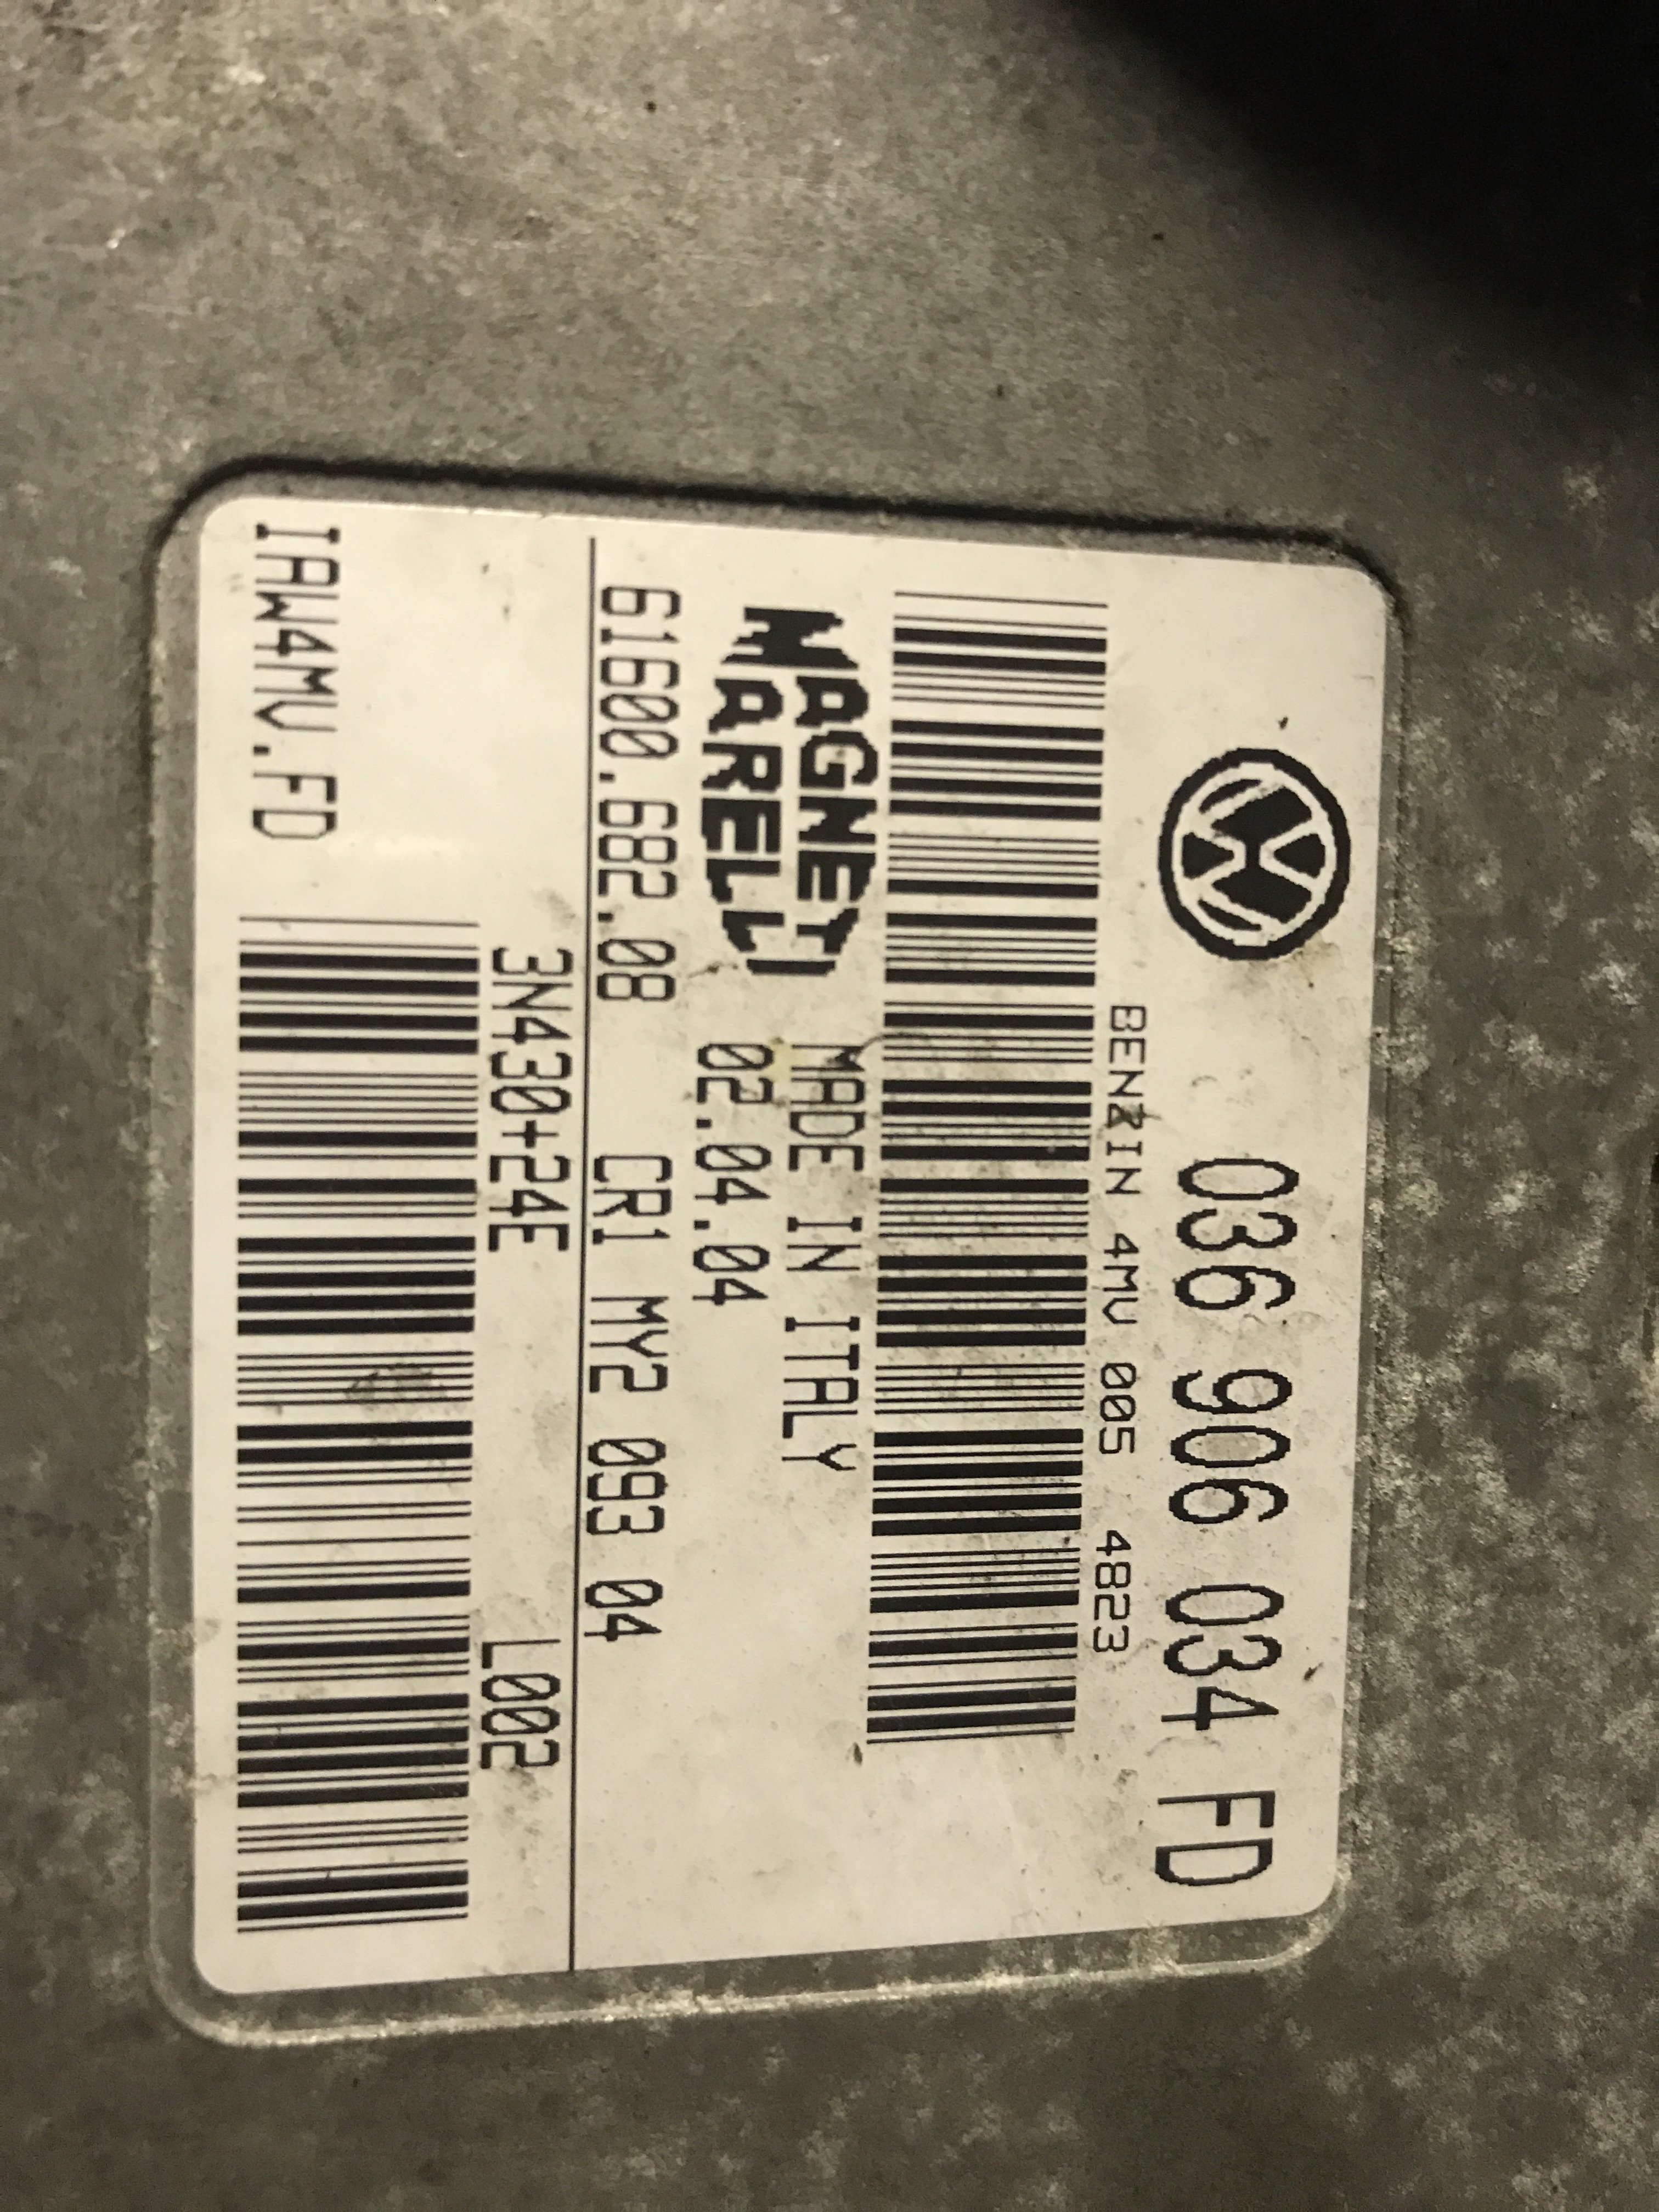 036 906 034 FD
BENZIN 4MV 005 4823
MAGNETI
MARELLI
MADE IN ITALY
02.04.04
61600.682.08 CR1 MY2 093 04
3N430+24E L002
IAW4MV.FD